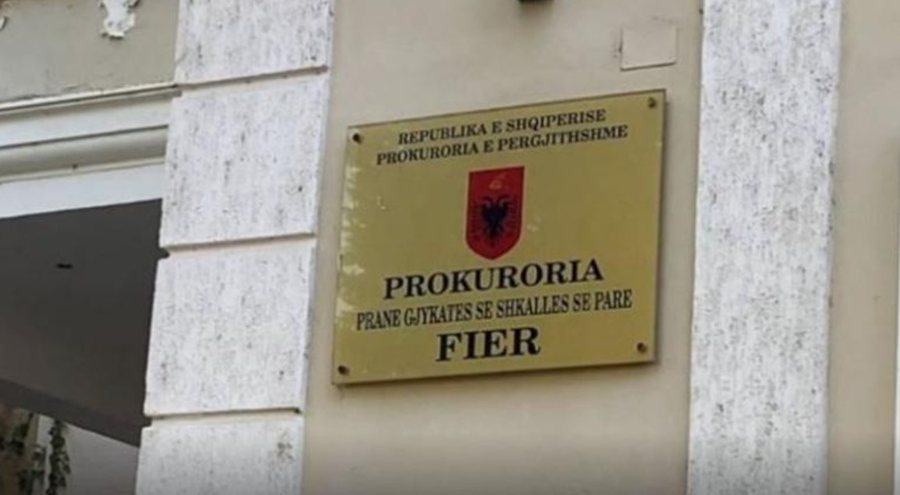 REPUBLIKA E SHQIPERISE
PROKURORIA E PERGJITHSHME
PROKURORIA
PRANE GJYKATES SE SHKALLES SE PARE
FIER